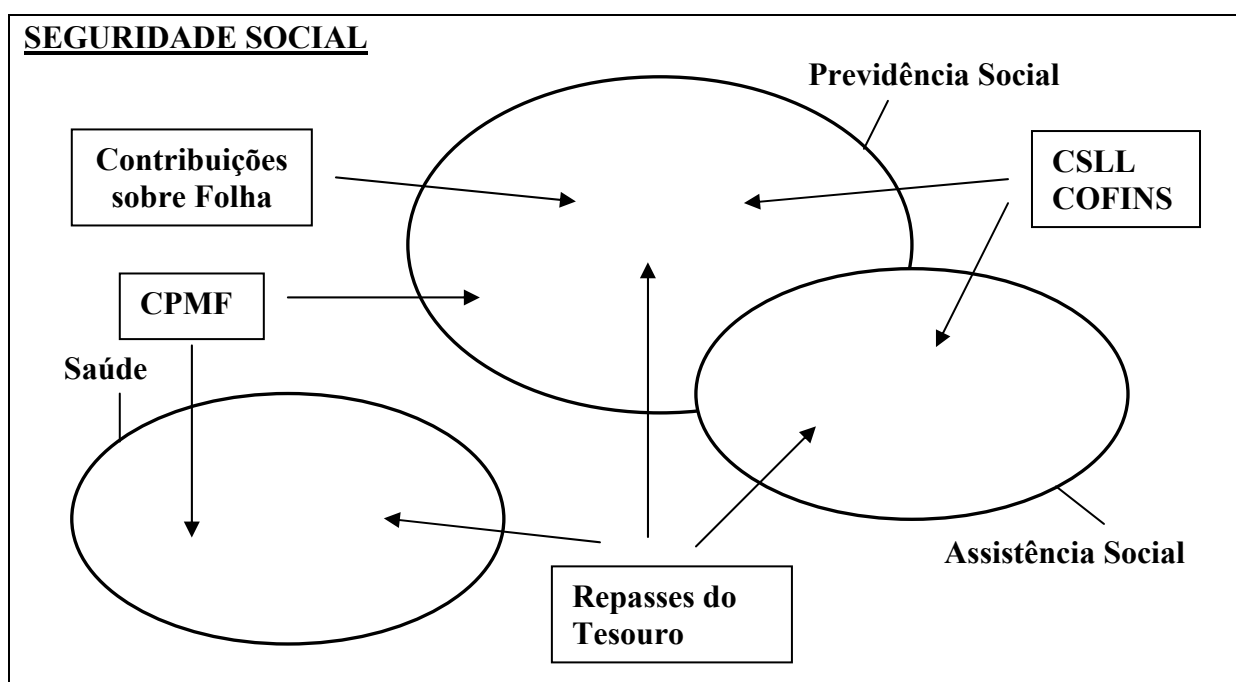 SEGURIDADE SOCIAL
Previdência Social
Contribuições
sobre Folha
CSLL
COFINS
CPMF
Saúde
Assistência Social
Repasses do
Tesouro